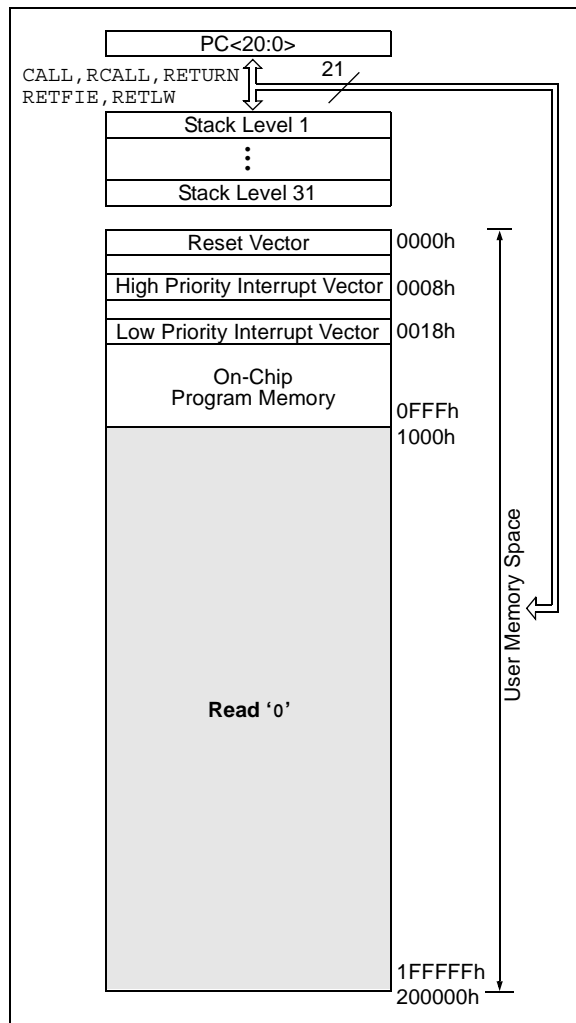 PC<20:0>
CALL,RCALL,RETURN
RETFIE,RETLW
21
Stack Level 1
⋮
Stack Level 31
Reset Vector
0000h
High Priority Interrupt Vector
0008h
Low Priority Interrupt Vector
0018h
On-Chip
Program Memory
0FFFh
1000h
User Memory Space
Read ‘0’
1FFFFFh
200000h